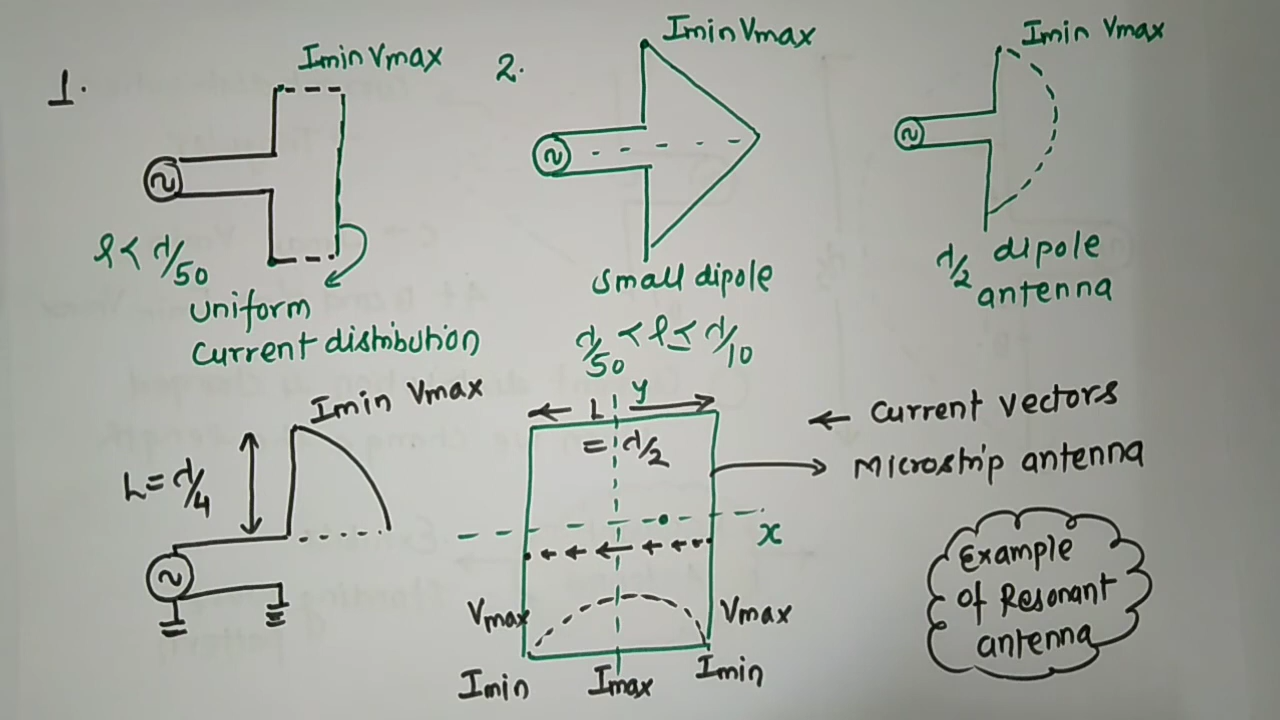 1.
Imin Vmax
l < λ/50
uniform
Current distribution
2.
Imin Vmax
small dipole
λ/50 < l ≤ λ/10
Imin Vmax
λ/2 dipole
antenna
Imin Vmax
L = λ/4
y
← L →
= λ/2
x
Vmax
Vmax
Imin
Imax
Imin
← Current vectors
→ Microstrip antenna
Example
of Resonant
antenna